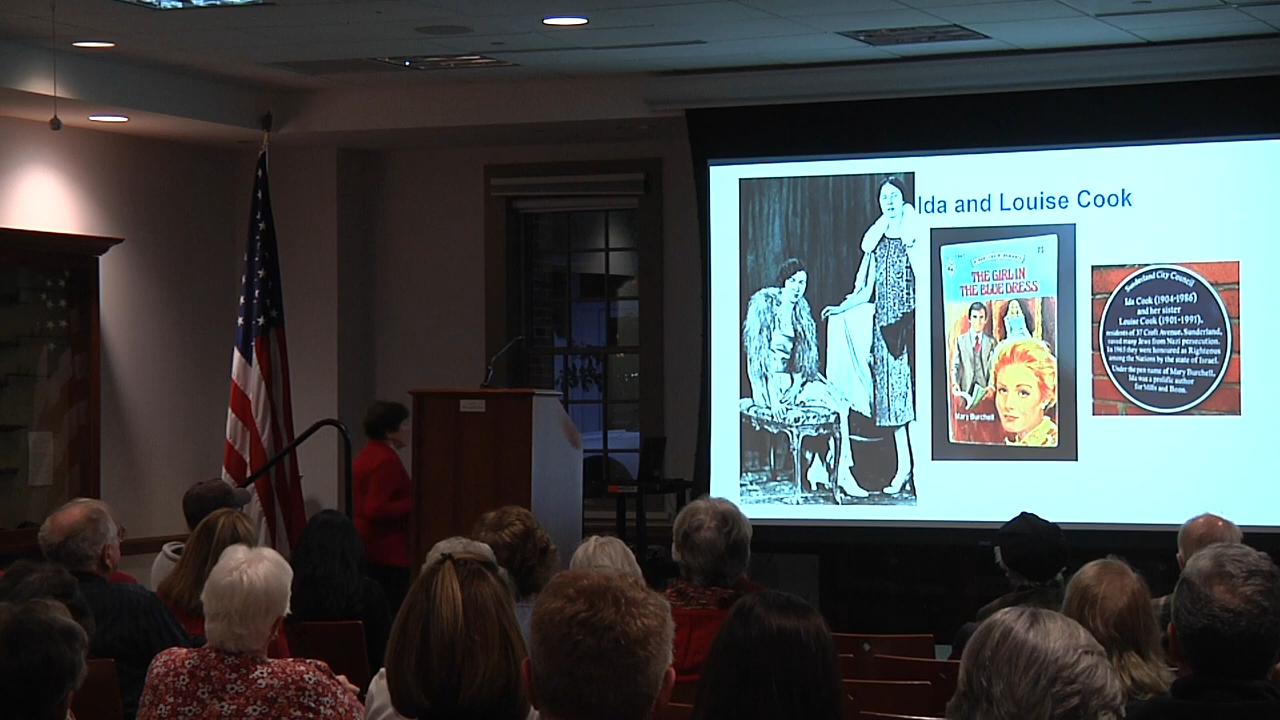 Ida and Louise Cook
THE GIRL IN
THE BLUE DRESS
Mary Burchell
Sunderland City Council
Ida Cook (1904-1986)
and her sister
Louise Cook (1901-1991),
residents of 37 Croft Avenue, Sunderland,
saved many Jews from Nazi persecution.
In 1965 they were honoured as Righteous
among the Nations by the state of Israel.
Under the pen name of Mary Burchell,
Ida was a prolific author
for Mills and Boon.